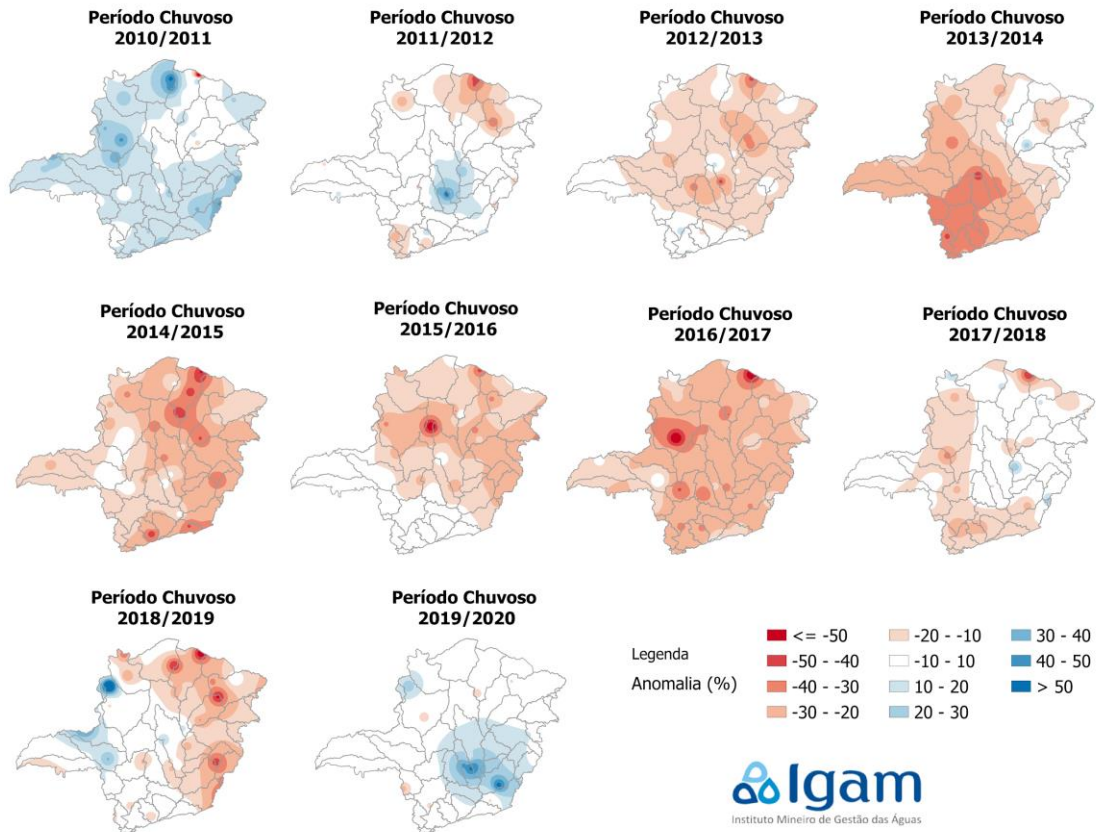 Período Chuvoso
2010/2011
Período Chuvoso
2011/2012
Período Chuvoso
2012/2013
Período Chuvoso
2013/2014
Período Chuvoso
2014/2015
Período Chuvoso
2015/2016
Período Chuvoso
2016/2017
Período Chuvoso
2017/2018
Período Chuvoso
2018/2019
Período Chuvoso
2019/2020
Legenda
Anomalia (%)
<= -50
-50 - -40
-40 - -30
-30 - -20
-20 - -10
-10 - 10
10 - 20
20 - 30
30 - 40
40 - 50
> 50
Igam
Instituto Mineiro de Gestão das Águas